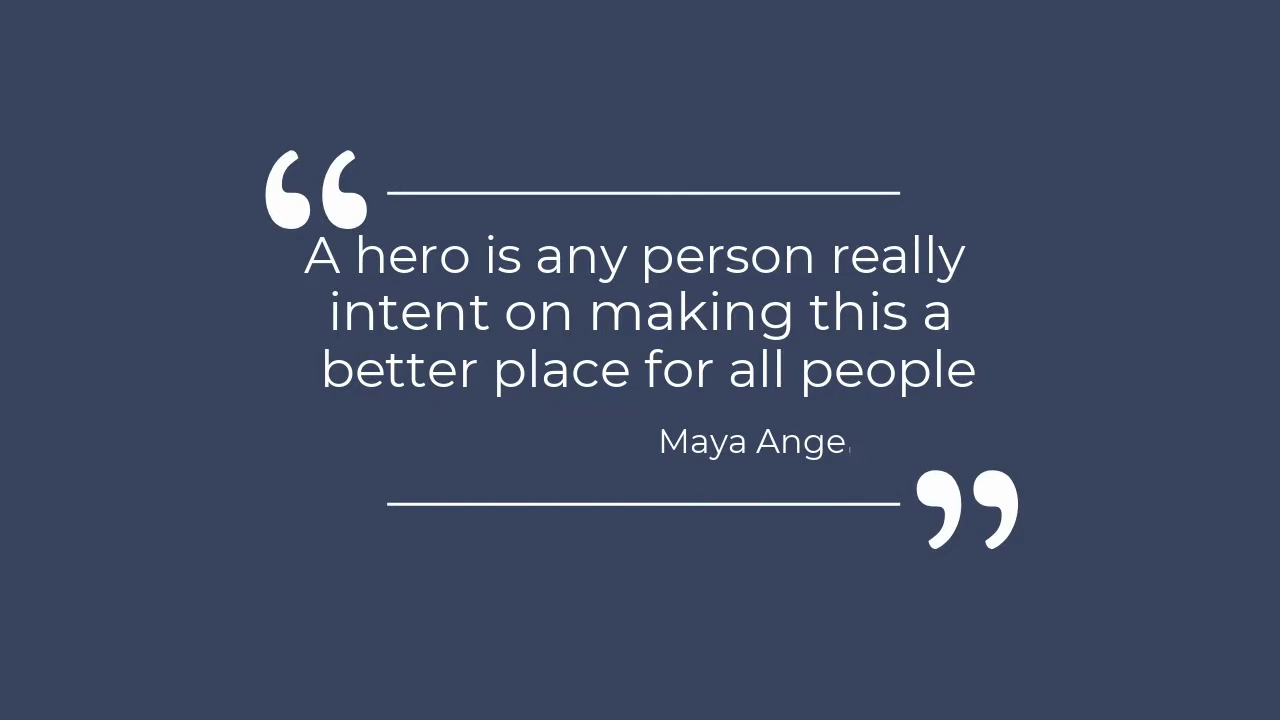 A hero is any person really
intent on making this a
better place for all people
Maya Ange